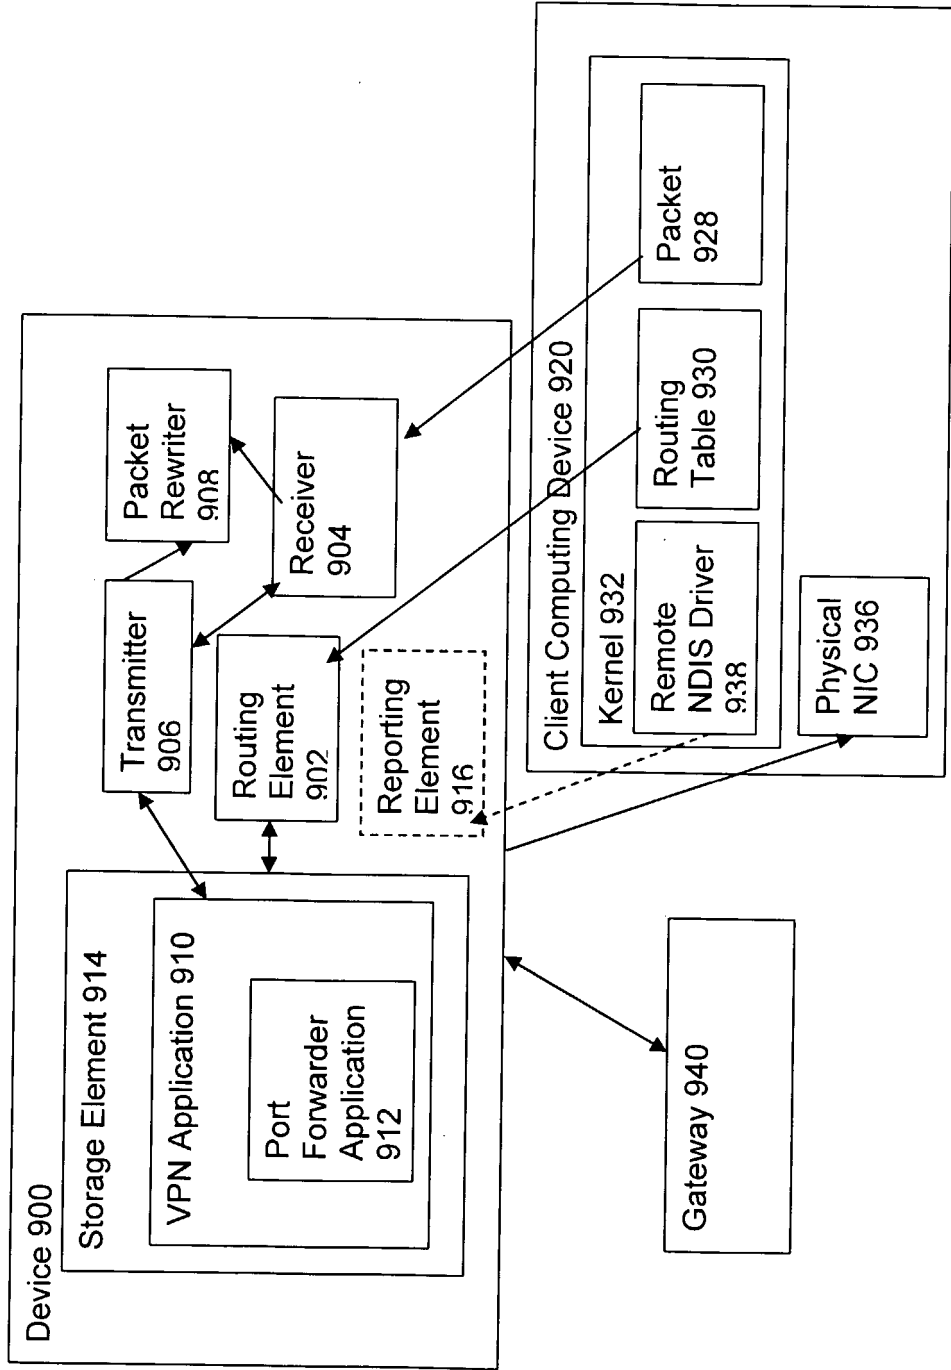 Device 900
Storage Element 914
VPN Application 910
Port
Forwarder
Application
912
Transmitter
906
Packet
Rewriter
908
Routing
Element
902
Receiver
904
Reporting
Element
916
Client Computing Device 920
Kernel 932
Remote
NDIS Driver
938
Routing
Table 930
Packet
928
Physical
NIC 936
Gateway 940